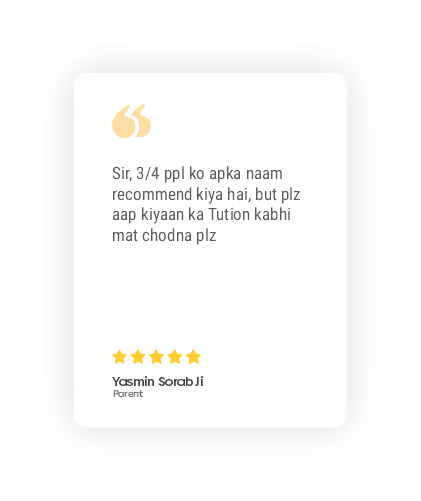 Sir, 3/4 ppl ko apka naam
recommend kiya hai, but plz
aap kiyaan ka Tution kabhi
mat chodna plz
Yasmin Sorab Ji
Parent